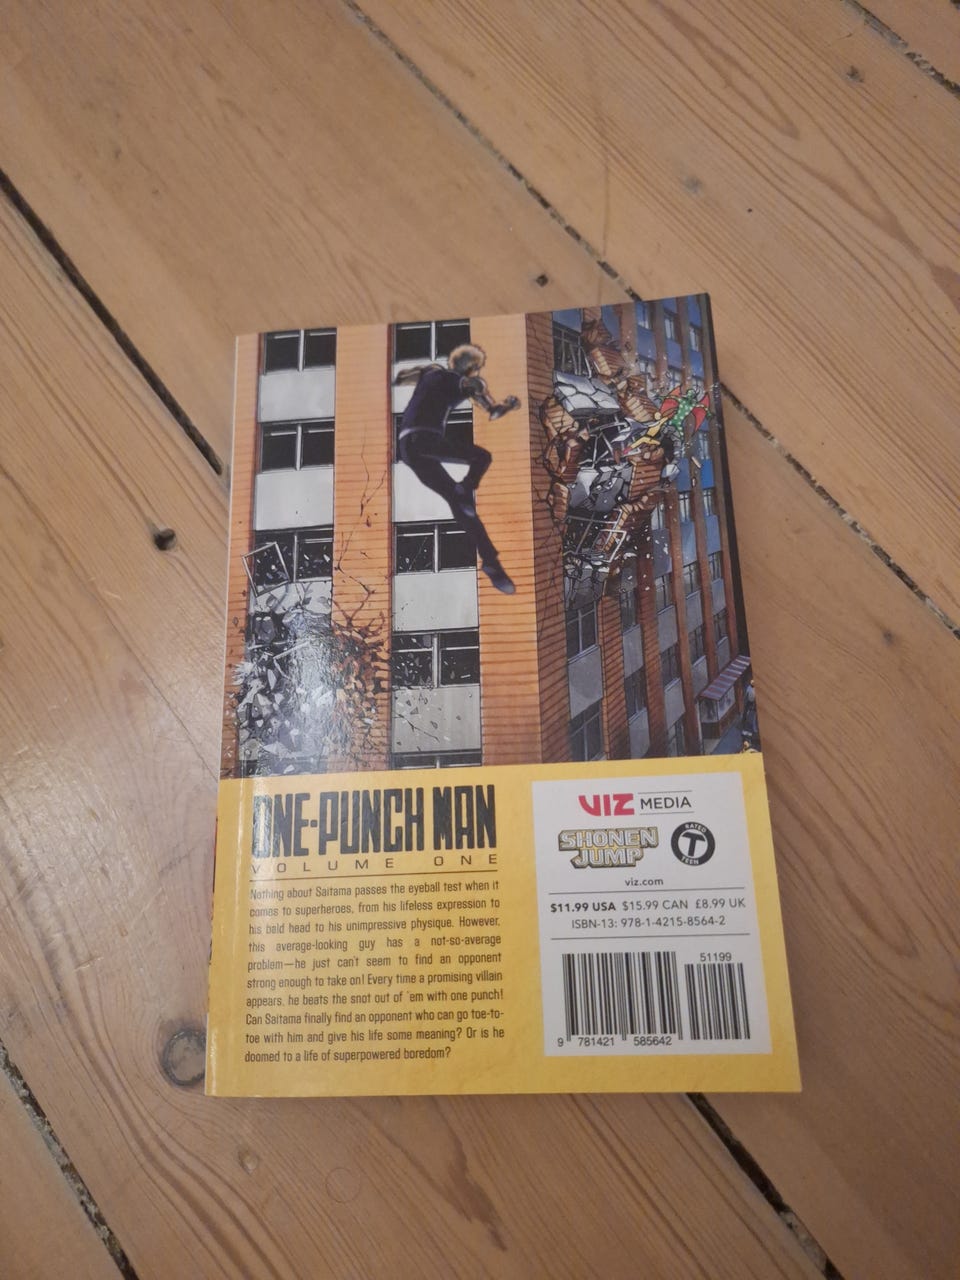 ONE-PUNCH MAN
VOLUME ONE
Nothing about Saitama passes the eyeball test when it
comes to superheroes, from his lifeless expression to
his bald head to his unimpressive physique. However,
this average-looking guy has a not-so-average
problem—he just can't seem to find an opponent
strong enough to take on! Every time a promising villain
appears, he beats the snot out of 'em with one punch!
Can Saitama finally find an opponent who can go toe-to-
toe with him and give his life some meaning? Or is he
doomed to a life of superpowered boredom?
VIZ MEDIA
SHONEN
JUMP
RATED
T
TEEN
viz.com
$11.99 USA $15.99 CAN £8.99 UK
ISBN-13: 978-1-4215-8564-2
51199
9 781421 585642